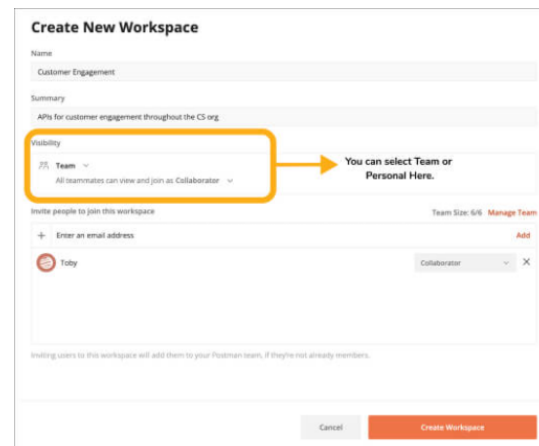 Create New Workspace
Name
Customer Engagement
Summary
APIs for customer engagement throughout the CS org
Visibility
Team
All teammates can view and join as Collaborator
You can select Team or
Personal Here.
Invite people to join this workspace
Team Size: 6/6 Manage Team
+ Enter an email address
Add
Toby
Collaborator
Inviting users to this workspace will add them to your Postman team, if they're not already members.
Cancel
Create Workspace